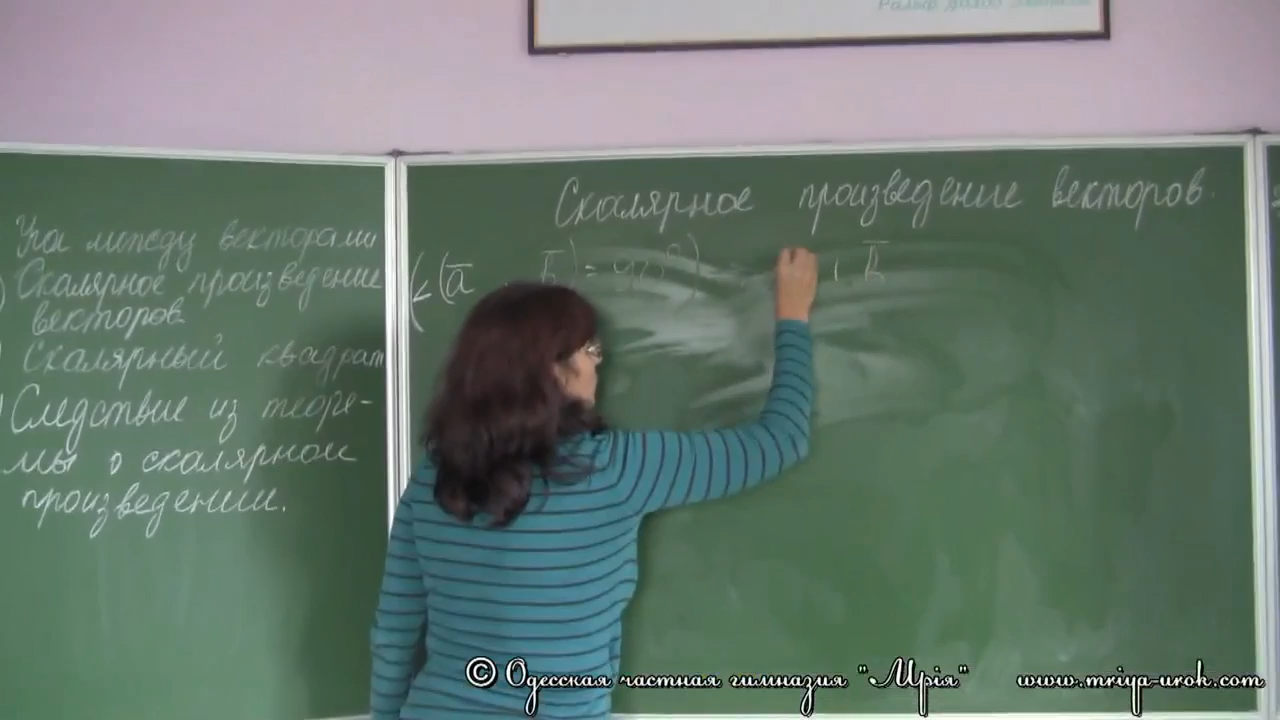 Скалярное произведение векторов.
Угол между векторами
) Скалярное произведение
векторов.
) Скалярный квадрат
) Следствие из теоре-
мы о скалярном
произведении.
© Одесская частная гимназия "Мрія" www.mriya-urok.com